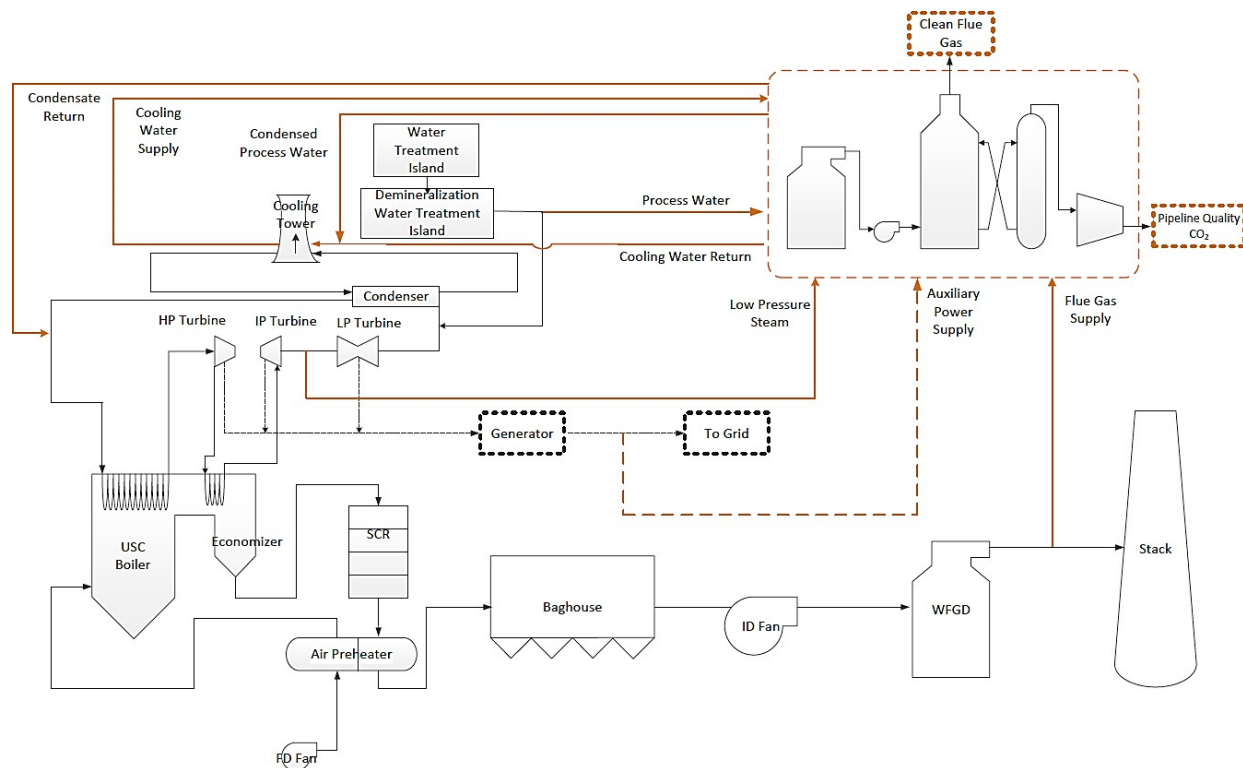 Clean Flue
Gas
Condensate
Return
Cooling
Water
Supply
Condensed
Process Water
Water
Treatment
Island
Demineralization
Water Treatment
Island
Cooling
Tower
Process Water
Pipeline Quality
CO₂
Cooling Water Return
Condenser
Low Pressure
Steam
Auxiliary
Power
Supply
Flue Gas
Supply
HP Turbine
IP Turbine
LP Turbine
Generator
To Grid
USC
Boiler
Economizer
SCR
Stack
Baghouse
ID Fan
WFGD
Air Preheater
FD Fan